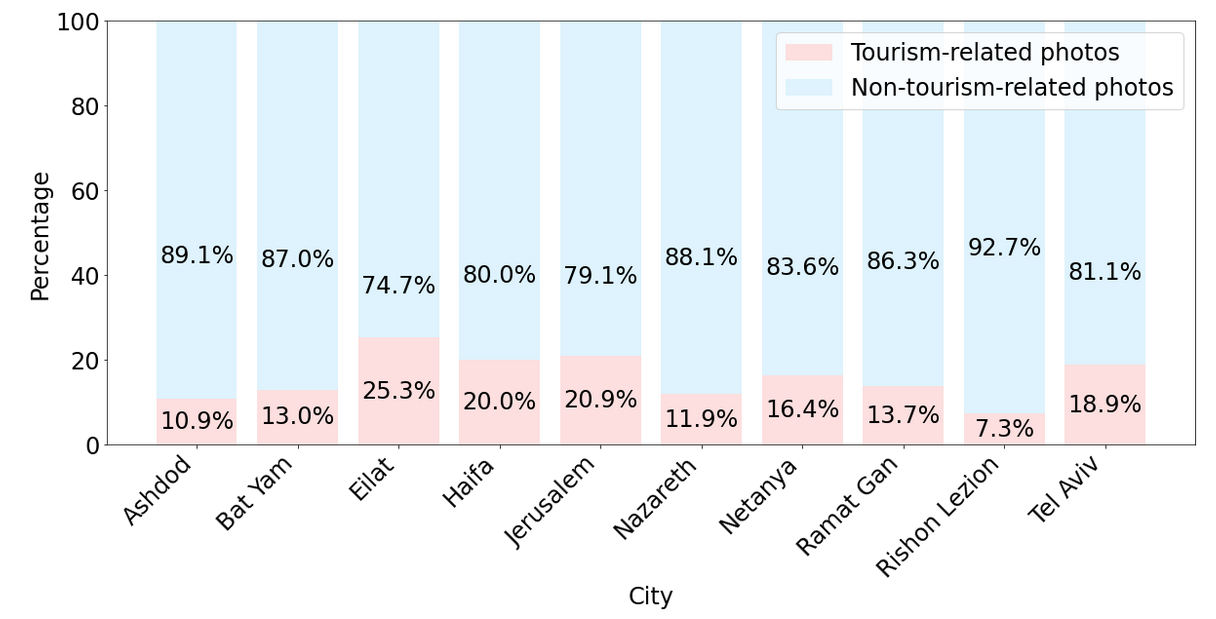 100
80
60
40
20
0
Percentage
Tourism-related photos
Non-tourism-related photos
89.1%
87.0%
74.7%
80.0%
79.1%
88.1%
83.6%
86.3%
92.7%
81.1%
10.9%
13.0%
25.3%
20.0%
20.9%
11.9%
16.4%
13.7%
7.3%
18.9%
Ashdod
Bat Yam
Eilat
Haifa
Jerusalem
Nazareth
Netanya
Ramat Gan
Rishon Lezion
Tel Aviv
City